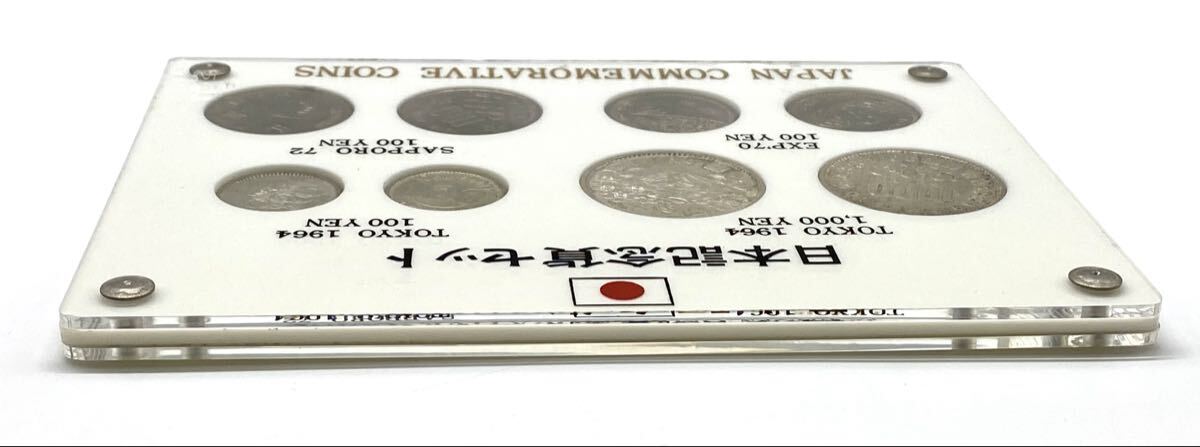 日本記念貨セット
TOKYO 1964
1,000 YEN
TOKYO 1964
100 YEN
EXP'70
100 YEN
SAPPORO 72
100 YEN
JAPAN COMMEMORATIVE COINS